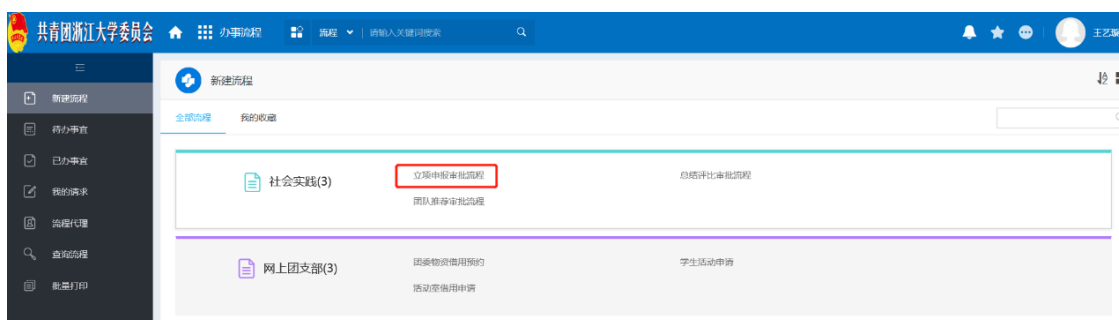 共青团浙江大学委员会 办事流程 流程 请输入关键词搜索
新建流程
新建流程
待办事宜
全部流程 我的收藏
已办事宜
社会实践(3) 立项申报审批流程 总结评比审批流程
我的请求
团队推荐审批流程
流程代理
查询流程
网上团支部(3) 团委物资借用预约 学生活动申请
批量打印
活动室借用申请